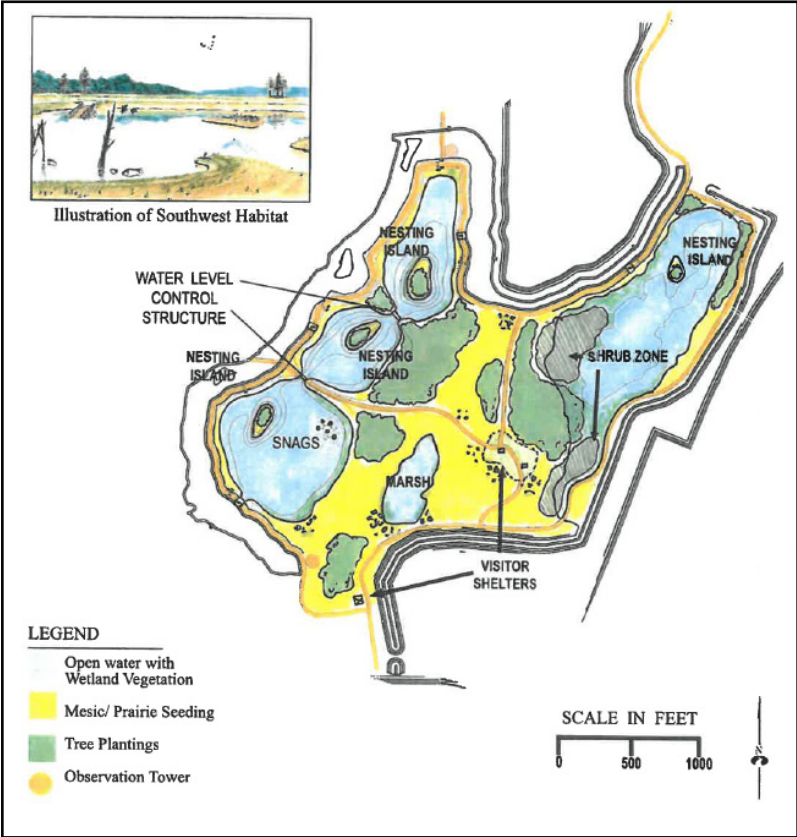 Illustration of Southwest Habitat
NESTING
ISLAND
NESTING
ISLAND
WATER LEVEL
CONTROL
STRUCTURE
NESTING
ISLAND
NESTING
ISLAND
SHRUB ZONE
SNAGS
MARSH
VISITOR
SHELTERS
LEGEND
Open water with
Wetland Vegetation
Mesic/ Prairie Seeding
Tree Plantings
Observation Tower
SCALE IN FEET
0 500 1000
N